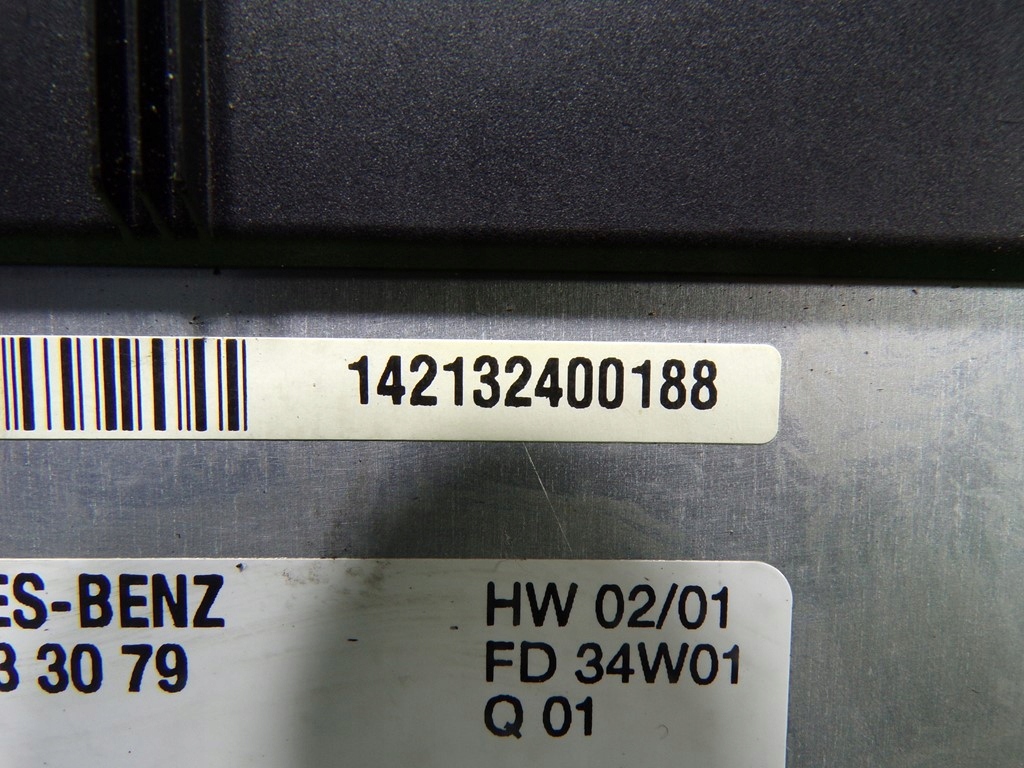 142132400188
ES-BENZ
3 30 79
HW 02/01
FD 34W01
Q 01